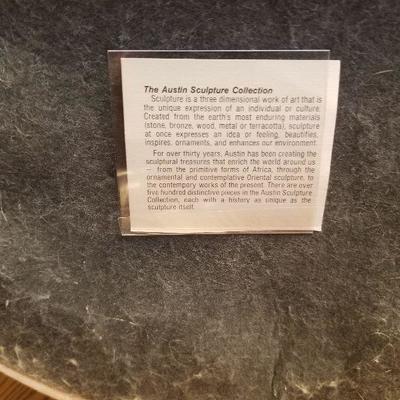 The Austin Sculpture Collection
Sculpture is a three dimensional work of art that is
the unique expression of an individual or culture.
Created from the earth's most enduring materials
(stone, bronze, wood, metal or terracotta), sculpture
at once expresses an idea or feeling, beautifies,
inspires, ornaments, and enhances our environment.
For over thirty years, Austin has been creating the
sculptural treasures that enrich the world around us
— from the primitive forms of Africa, through the
ornamental and contemplative Oriental sculpture, to
the contempory works of the present. There are over
five hundred distinctive pieces in the Austin Sculpture
Collection, each with a history as unique as the
sculpture itself.